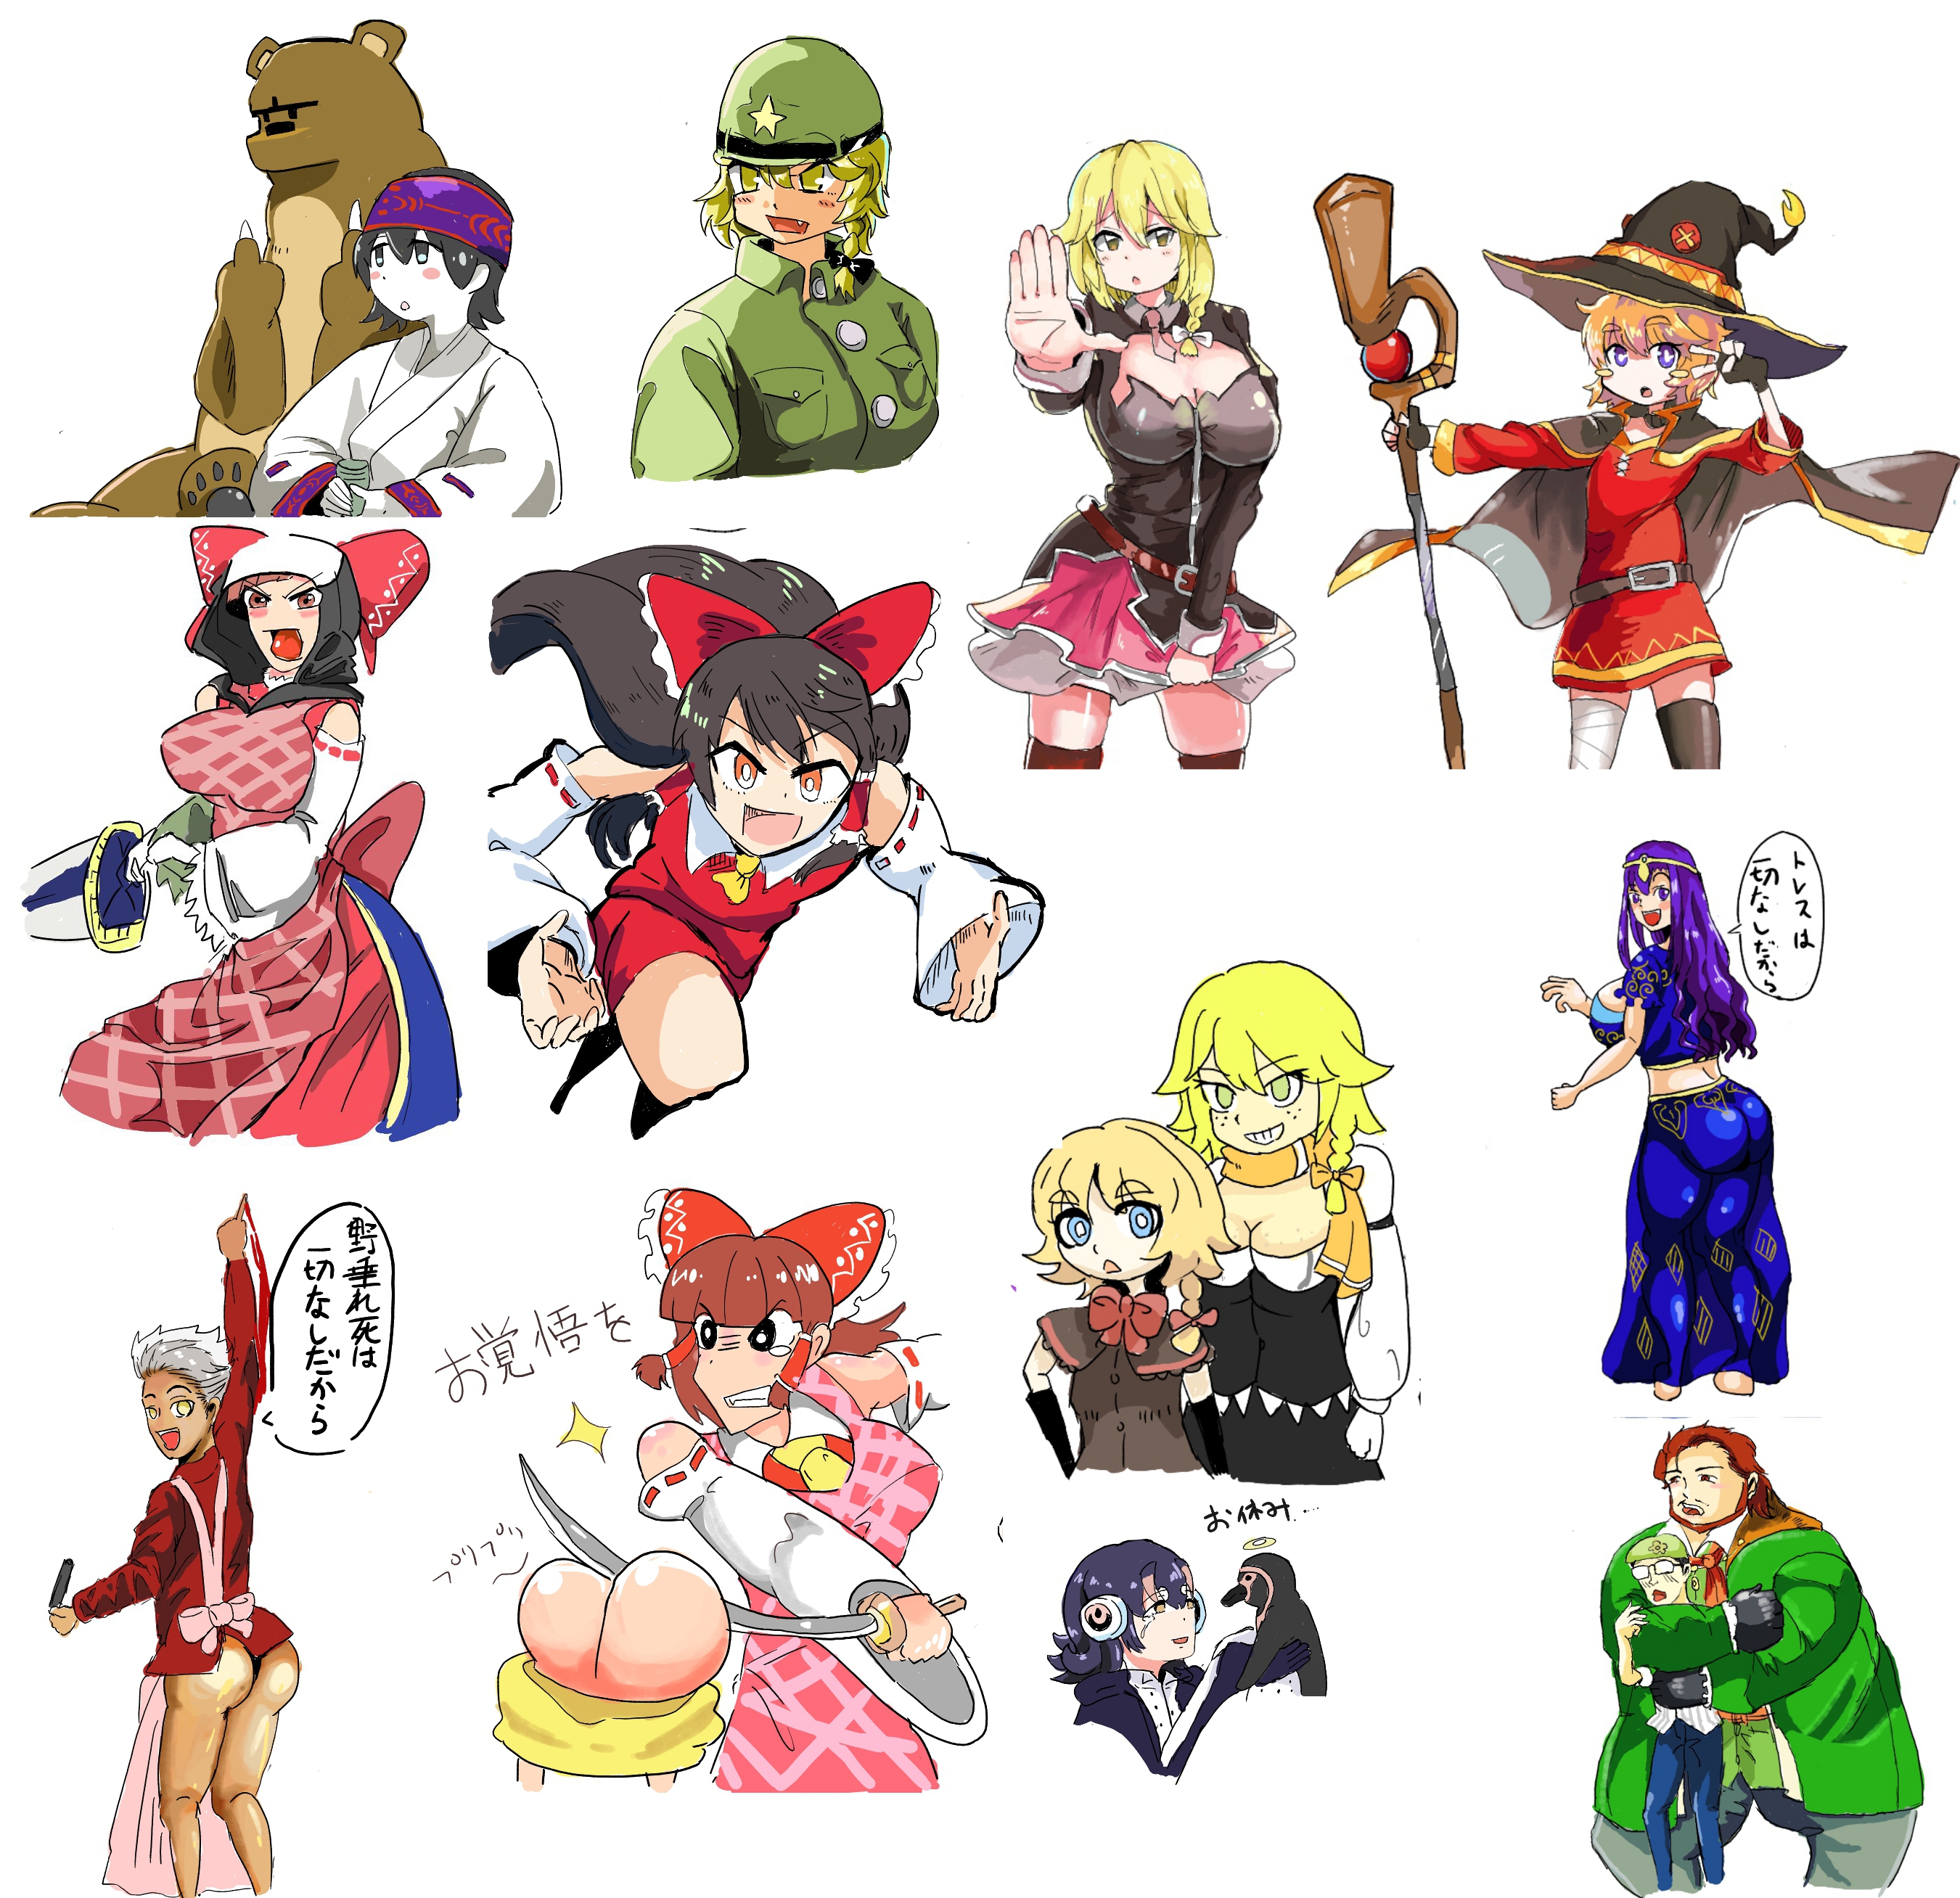 トレスは
一切なしだから
野垂れ死は
一切なしだから
お覚悟を
プリプリ
お休み....